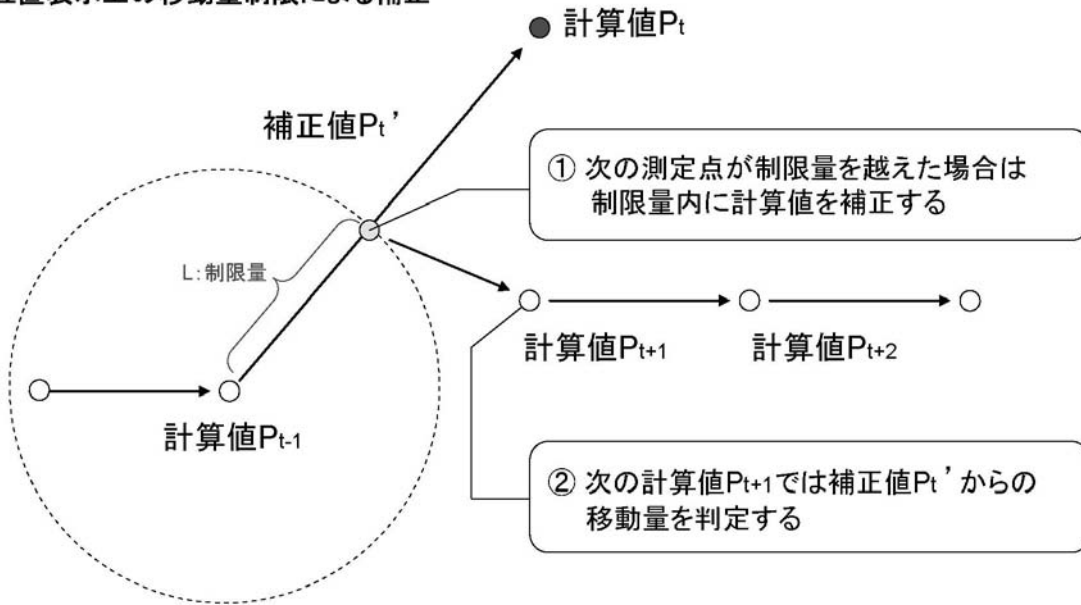 計算値Pt
補正値Pt'
① 次の測定点が制限量を越えた場合は
制限量内に計算値を補正する
L:制限量
計算値Pt+1
計算値Pt+2
計算値Pt-1
② 次の計算値Pt+1では補正値Pt'からの
移動量を判定する